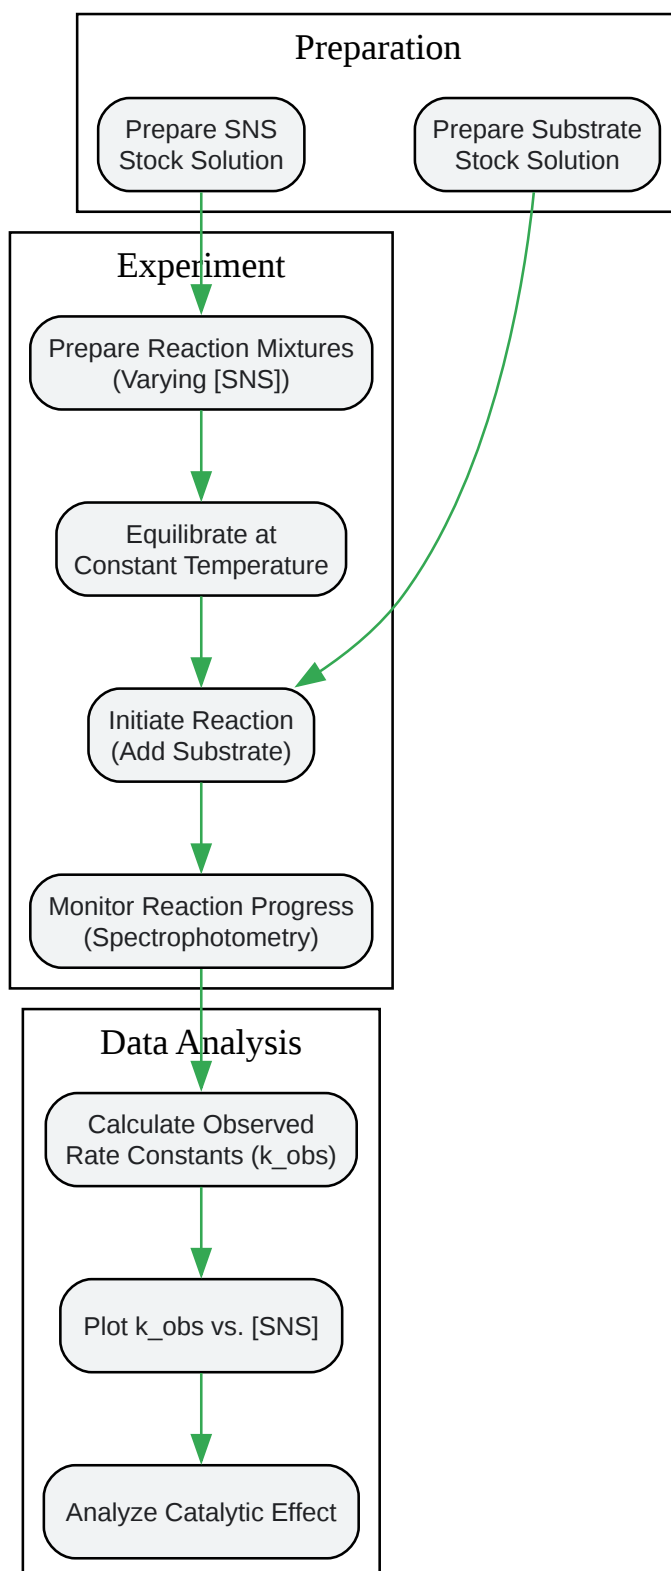 Preparation
Prepare SNS
Stock Solution
Prepare Substrate
Stock Solution
Experiment
Prepare Reaction Mixtures
(Varying [SNS])
Equilibrate at
Constant Temperature
Initiate Reaction
(Add Substrate)
Monitor Reaction Progress
(Spectrophotometry)
Data Analysis
Calculate Observed
Rate Constants (k_obs)
Plot k_obs vs. [SNS]
Analyze Catalytic Effect